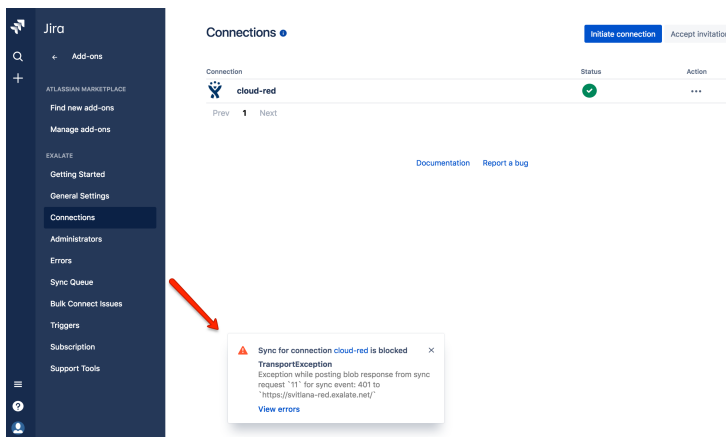 Jira
Add-ons
ATLASSIAN MARKETPLACE
Find new add-ons
Manage add-ons
EXALATE
Getting Started
General Settings
Connections
Administrators
Errors
Sync Queue
Bulk Connect Issues
Triggers
Subscription
Support Tools
Connections
Initiate connection
Accept invitation
Connection Status Action
cloud-red
Prev 1 Next
Documentation Report a bug
Sync for connection cloud-red is blocked
TransportException
Exception while posting blob response from sync
request `11` for sync event: 401 to
`https://svitlana-red.exalate.net/`
View errors